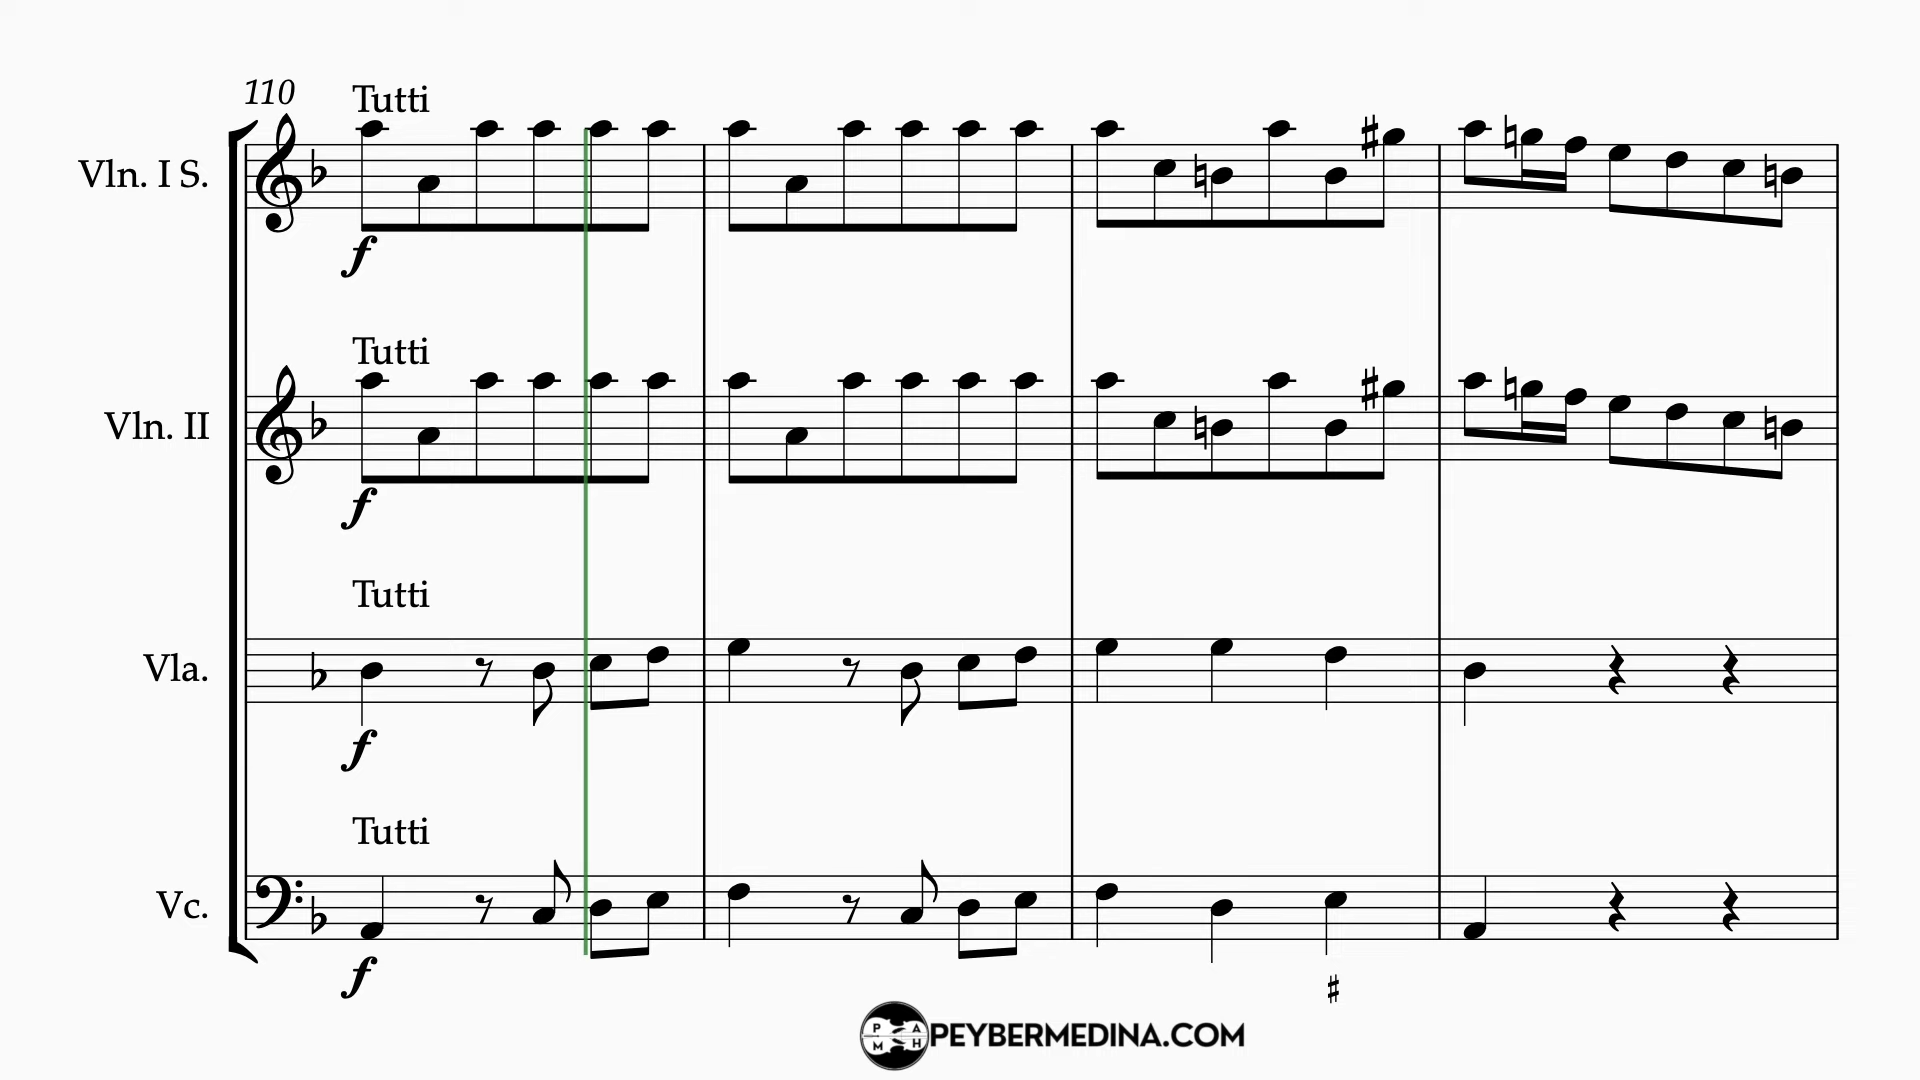 110
Tutti
Vln. I S.
f
Tutti
Vln. II
f
Tutti
Vla.
f
Tutti
Vc.
f
P A
M H
PEYBERMEDINA.COM